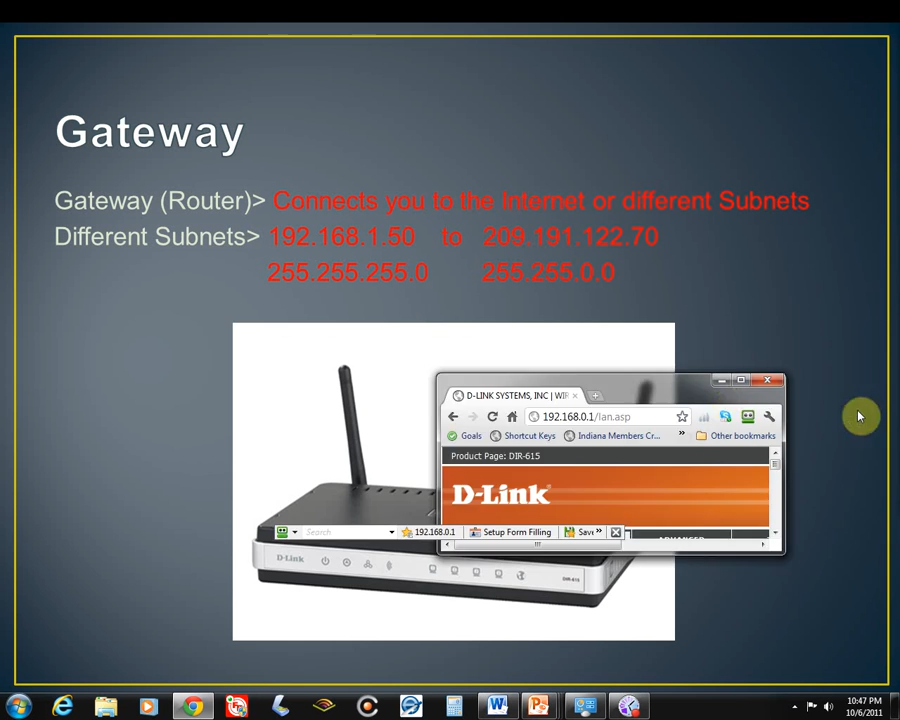 Gateway
Gateway (Router)> Connects you to the Internet or different Subnets
Different Subnets> 192.168.1.50 to 209.191.122.70
255.255.255.0 255.255.0.0
D-LINK SYSTEMS, INC | WIR
192.168.0.1/lan.asp
Goals Shortcut Keys Indiana Members Cr... » Other bookmarks
Product Page: DIR-615
D-Link
Search 192.168.0.1 Setup Form Filling Save »
D-Link
DIR-615
10:47 PM
10/6/2011